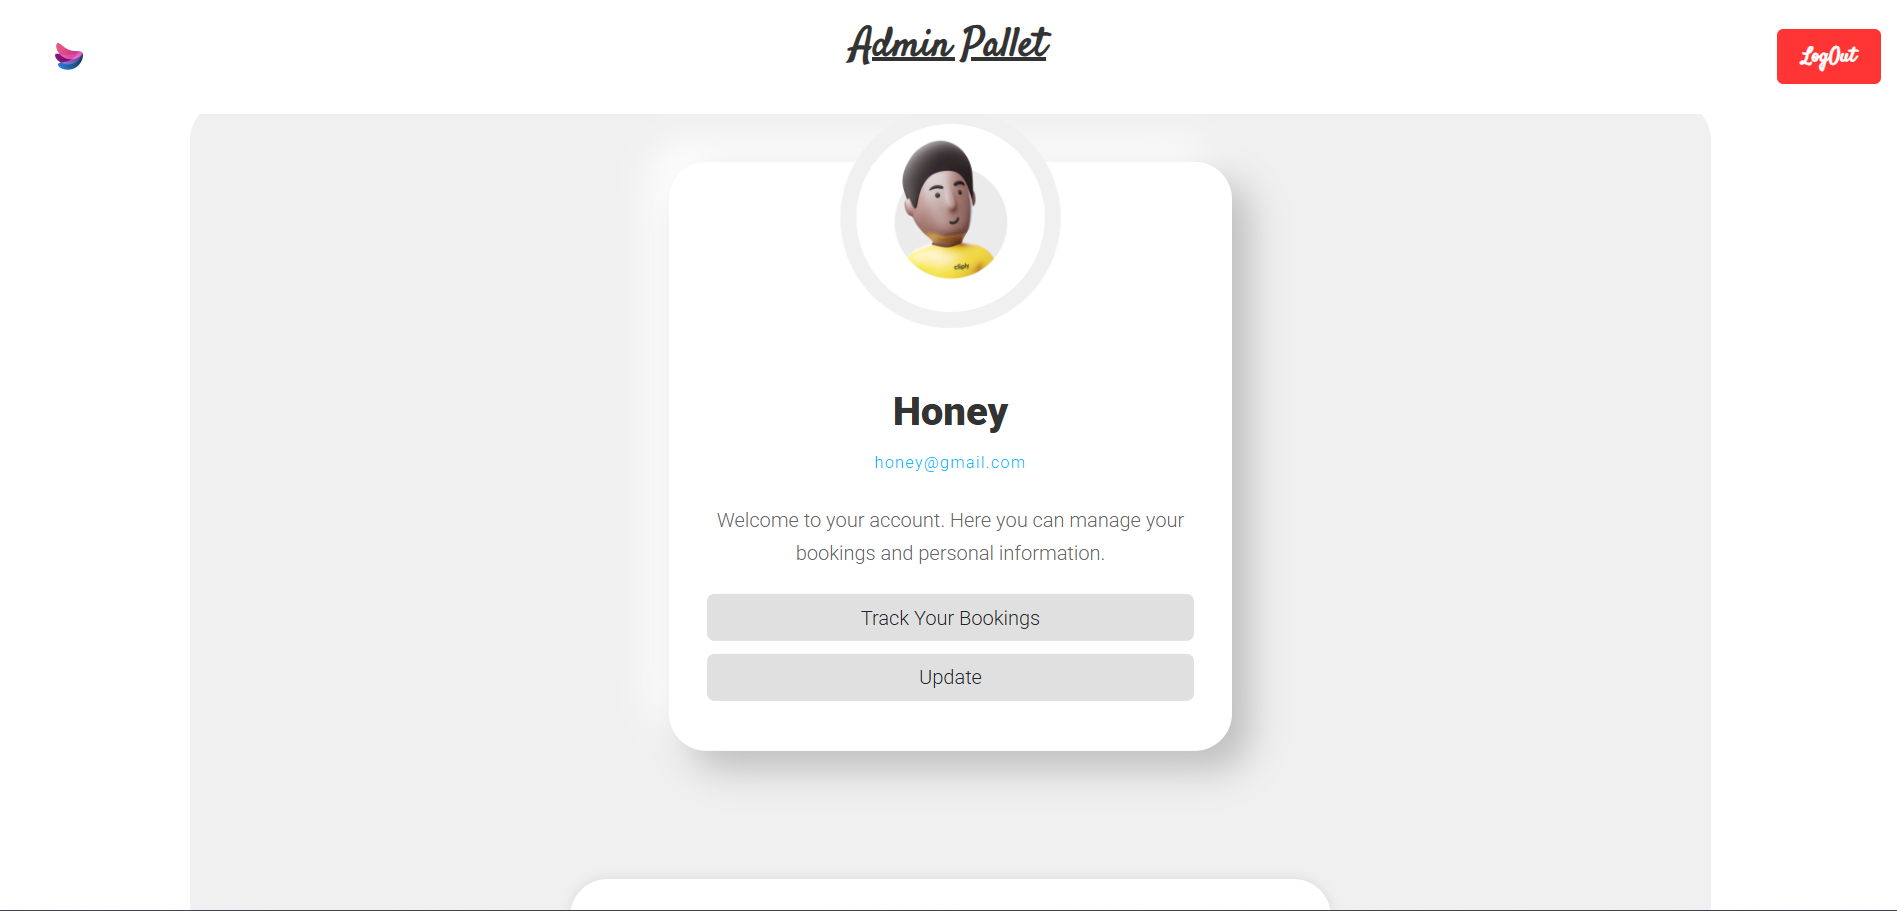 Admin Pallet
LogOut
cliply
Honey
honey@gmail.com
Welcome to your account. Here you can manage your
bookings and personal information.
Track Your Bookings
Update